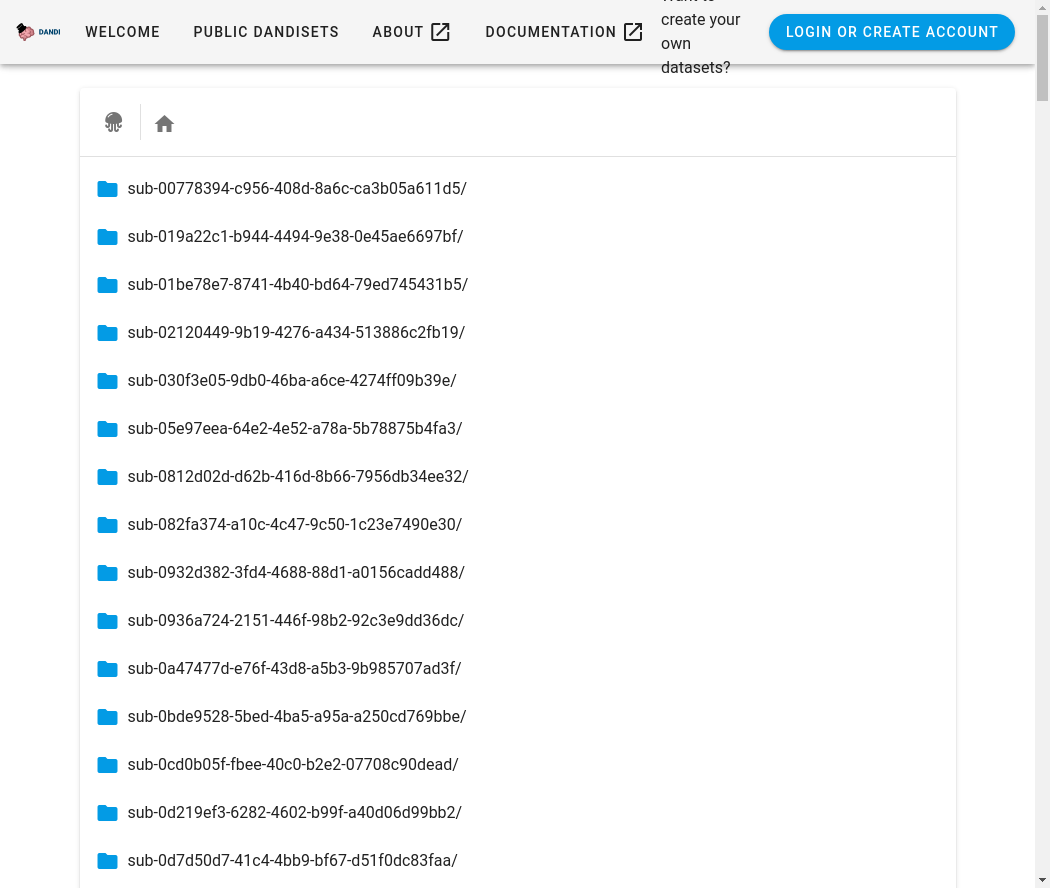 DANDI WELCOME PUBLIC DANDISETS ABOUT DOCUMENTATION
create your
own
datasets?
LOGIN OR CREATE ACCOUNT
sub-00778394-c956-408d-8a6c-ca3b05a611d5/
sub-019a22c1-b944-4494-9e38-0e45ae6697bf/
sub-01be78e7-8741-4b40-bd64-79ed745431b5/
sub-02120449-9b19-4276-a434-513886c2fb19/
sub-030f3e05-9db0-46ba-a6ce-4274ff09b39e/
sub-05e97eea-64e2-4e52-a78a-5b78875b4fa3/
sub-0812d02d-d62b-416d-8b66-7956db34ee32/
sub-082fa374-a10c-4c47-9c50-1c23e7490e30/
sub-0932d382-3fd4-4688-88d1-a0156cadd488/
sub-0936a724-2151-446f-98b2-92c3e9dd36dc/
sub-0a47477d-e76f-43d8-a5b3-9b985707ad3f/
sub-0bde9528-5bed-4ba5-a95a-a250cd769bbe/
sub-0cd0b05f-fbee-40c0-b2e2-07708c90dead/
sub-0d219ef3-6282-4602-b99f-a40d06d99bb2/
sub-0d7d50d7-41c4-4bb9-bf67-d51f0dc83faa/